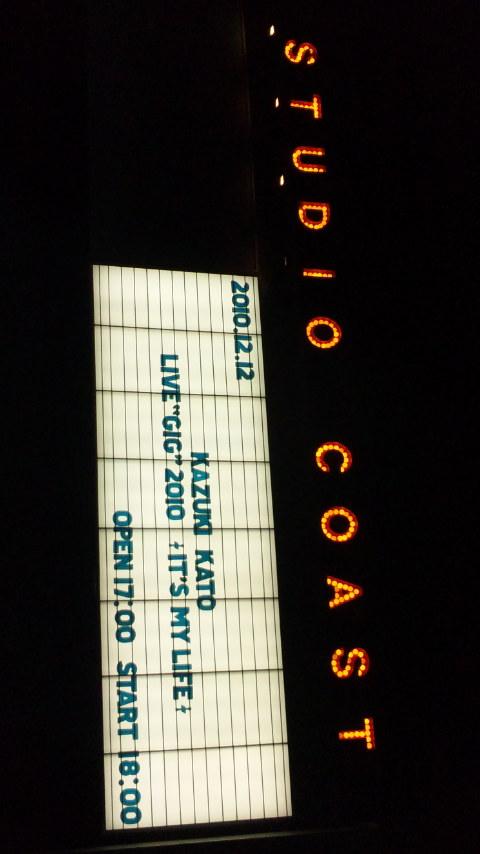 STUDIO COAST
2010.12.12
KAZUKI KATO
LIVE "GIG" 2010 ⚡IT'S MY LIFE⚡
OPEN 17:00 START 18:00